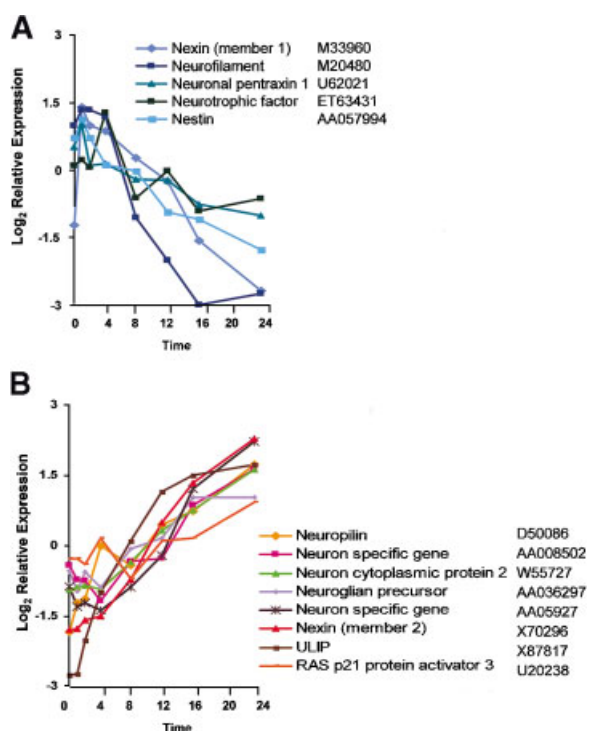 A
3
1.5
0
-1.5
-3
Log2 Relative Expression
0 4 8 12 16 20 24
Time
Nexin (member 1) M33960
Neurofilament M20480
Neuronal pentraxin 1 U62021
Neurotrophic factor ET63431
Nestin AA057994
B
3
1.5
0
-1.5
-3
Log2 Relative Expression
0 4 8 12 16 20 24
Time
Neuropilin D50086
Neuron specific gene AA008502
Neuron cytoplasmic protein 2 W55727
Neuroglian precursor AA036297
Neuron specific gene AA05927
Nexin (member 2) X70296
ULIP X87817
RAS p21 protein activator 3 U20238